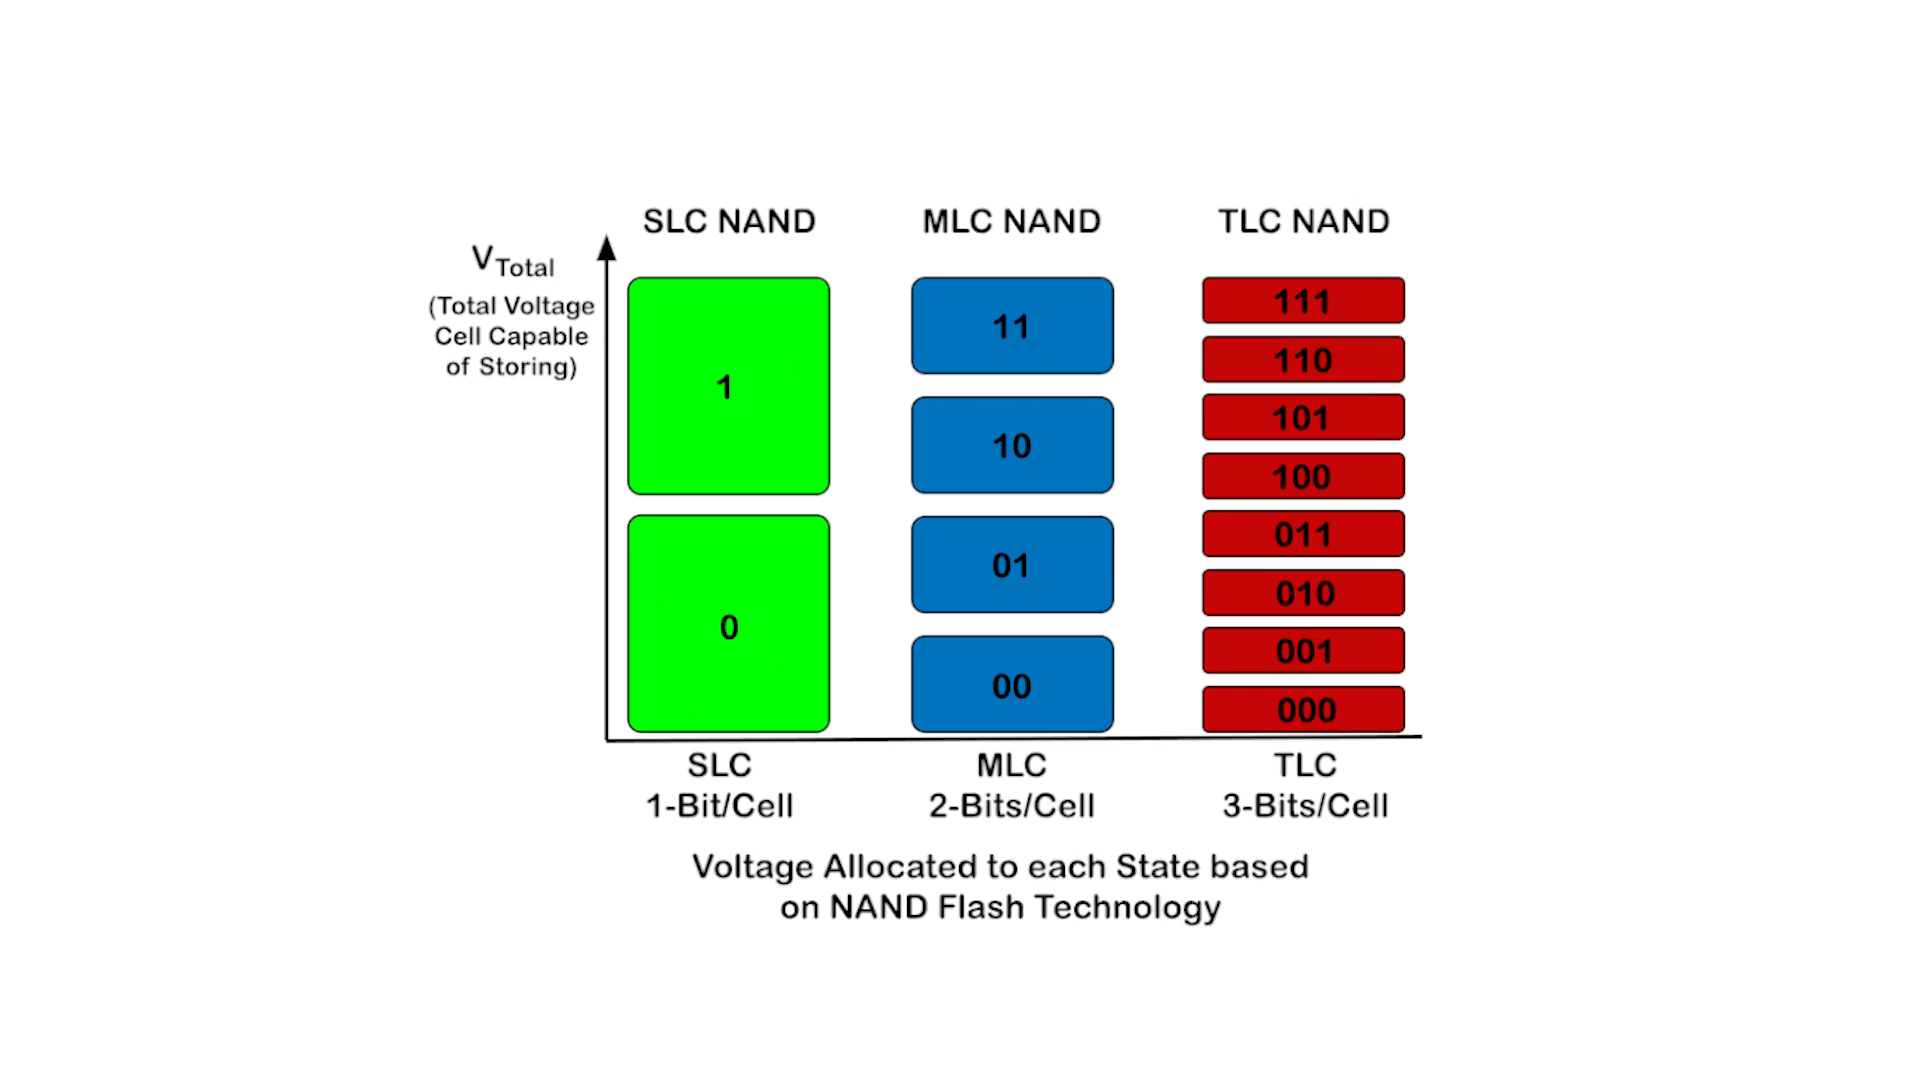 SLC NAND
MLC NAND
TLC NAND
VTotal
(Total Voltage
Cell Capable
of Storing)
1
0
11
10
01
00
111
110
101
100
011
010
001
000
SLC
1-Bit/Cell
MLC
2-Bits/Cell
TLC
3-Bits/Cell
Voltage Allocated to each State based
on NAND Flash Technology